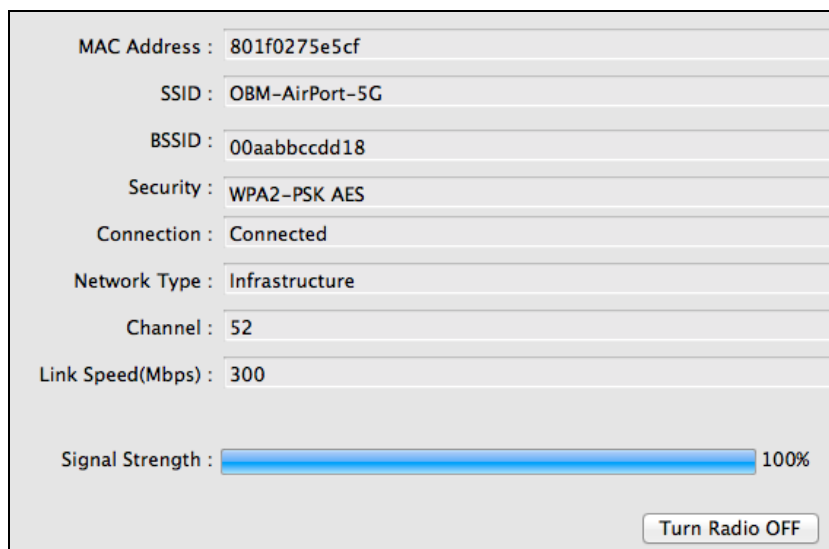 MAC Address : 801f0275e5cf
SSID : OBM-AirPort-5G
BSSID : 00aabbccdd18
Security : WPA2-PSK AES
Connection : Connected
Network Type : Infrastructure
Channel : 52
Link Speed(Mbps) : 300
Signal Strength : 100%
Turn Radio OFF